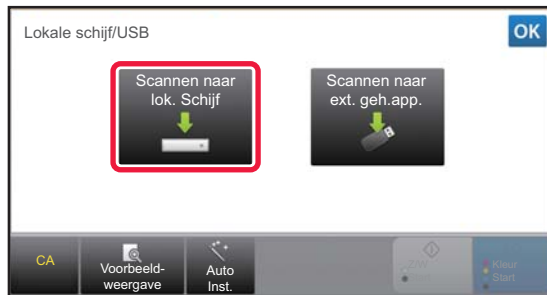 Lokale schijf/USB
OK
Scannen naar
lok. Schijf
Scannen naar
ext. geh.app.
CA
Voorbeeld-
weergave
Auto
Inst.
Kleur
Start